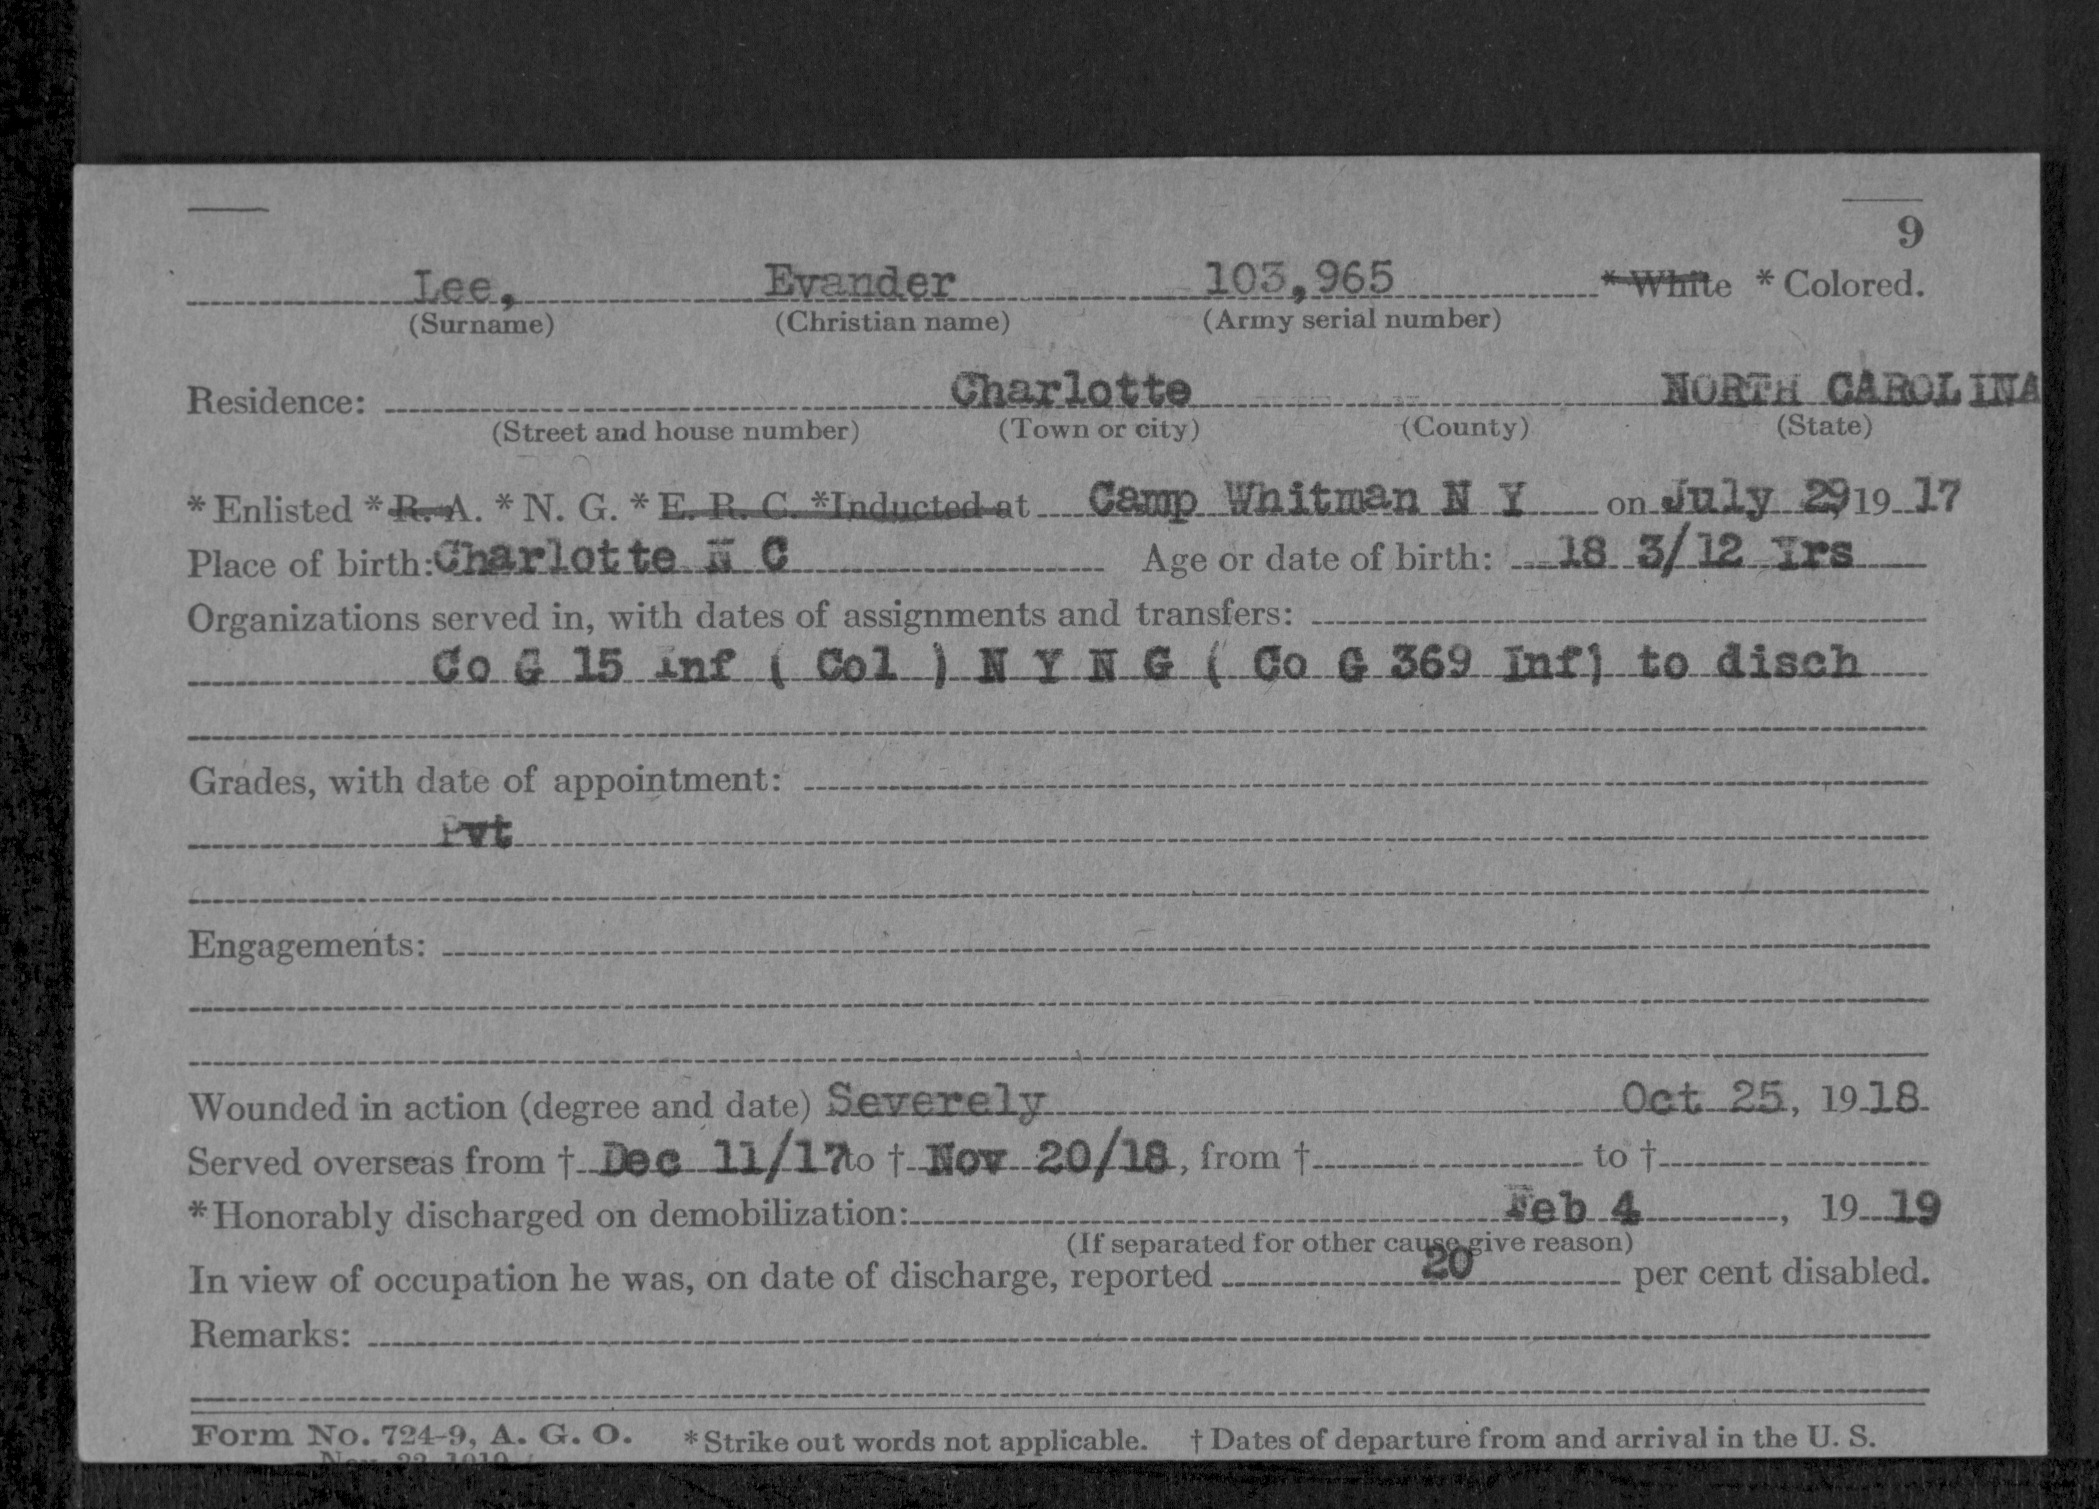 9
Lee, Evander 103,965 * White * Colored.
(Surname) (Christian name) (Army serial number)
Residence: Charlotte NORTH CAROLINA
(Street and house number) (Town or city) (County) (State)
* Enlisted * R. A. * N. G. * E. R. C. *Inducted at Camp Whitman N Y on July 29, 19 17
Place of birth: Charlotte N C Age or date of birth: 18 3/12 Yrs
Organizations served in, with dates of assignments and transfers:
Co G 15 Inf ( Col ) N Y N G ( Co G 369 Inf) to disch
Grades, with date of appointment:
Pvt
Engagements:
Wounded in action (degree and date) Severely Oct 25, 19 18
Served overseas from † Dec 11/17 to † Nov 20/18, from † to †
* Honorably discharged on demobilization: Feb 4, 19 19
(If separated for other cause give reason)
In view of occupation he was, on date of discharge, reported 20 per cent disabled.
Remarks:
Form No. 724-9, A. G. O. * Strike out words not applicable. † Dates of departure from and arrival in the U. S.
Nov. 22, 1919